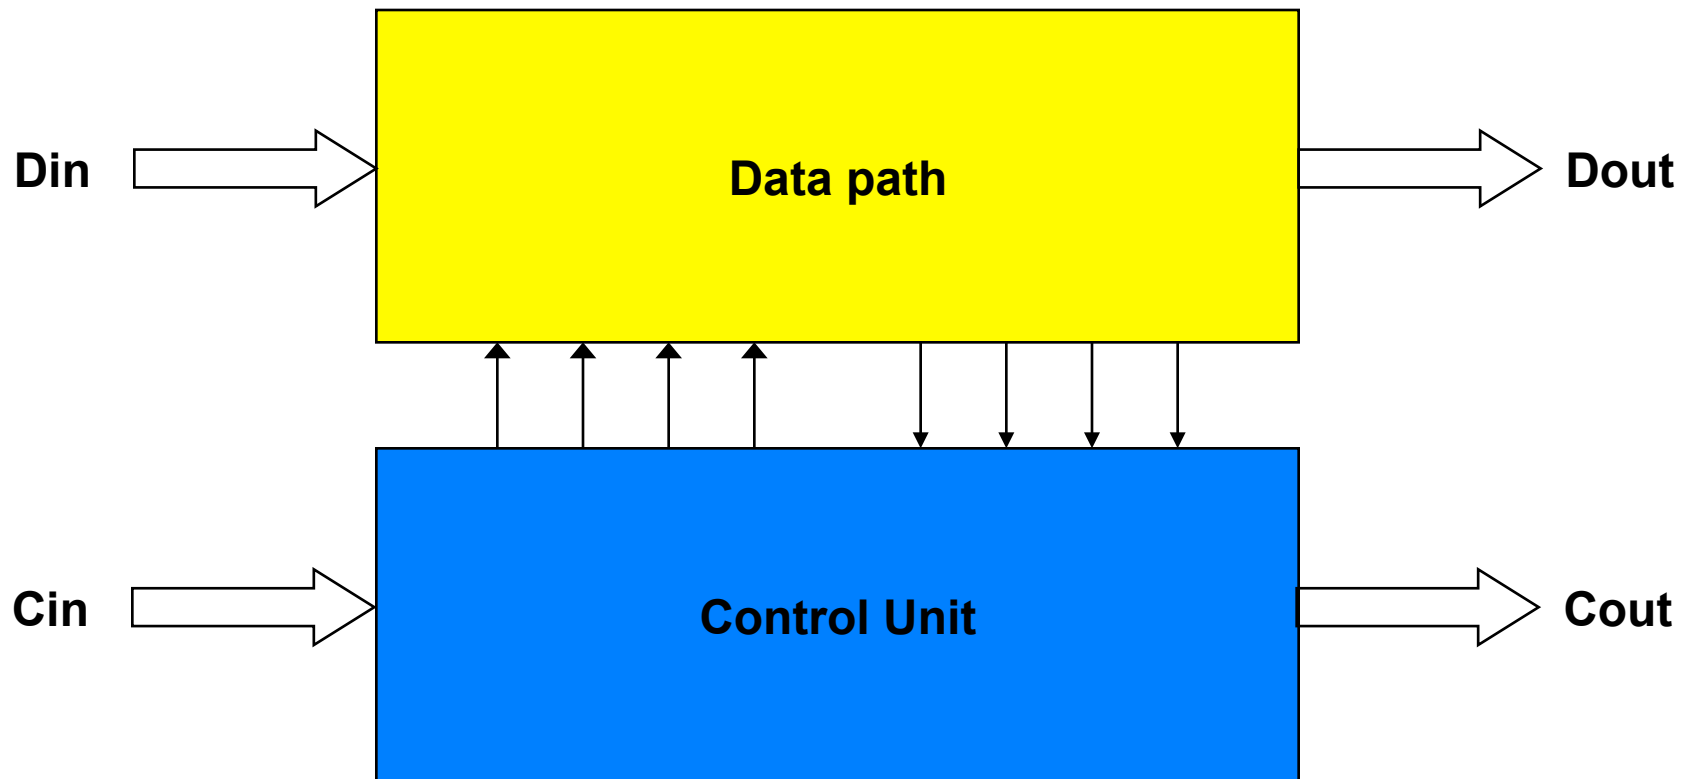 Din
Data path
Dout
Cin
Control Unit
Cout